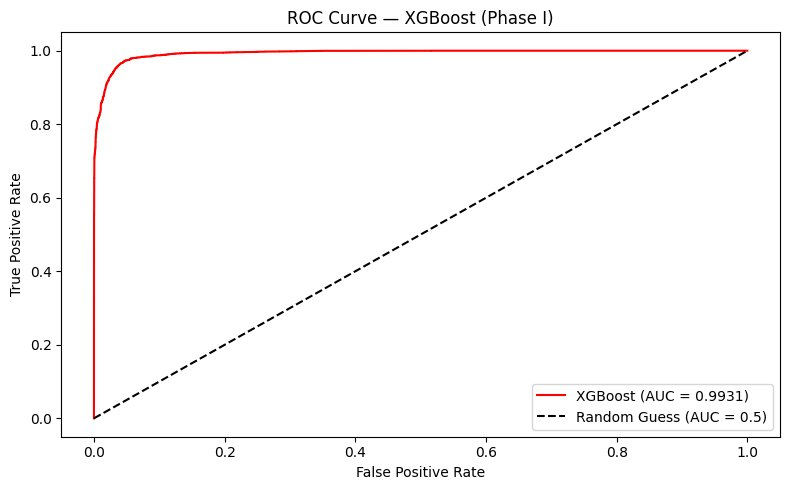 ROC Curve — XGBoost (Phase I)
True Positive Rate
1.0
0.8
0.6
0.4
0.2
0.0
XGBoost (AUC = 0.9931)
Random Guess (AUC = 0.5)
0.0 0.2 0.4 0.6 0.8 1.0
False Positive Rate